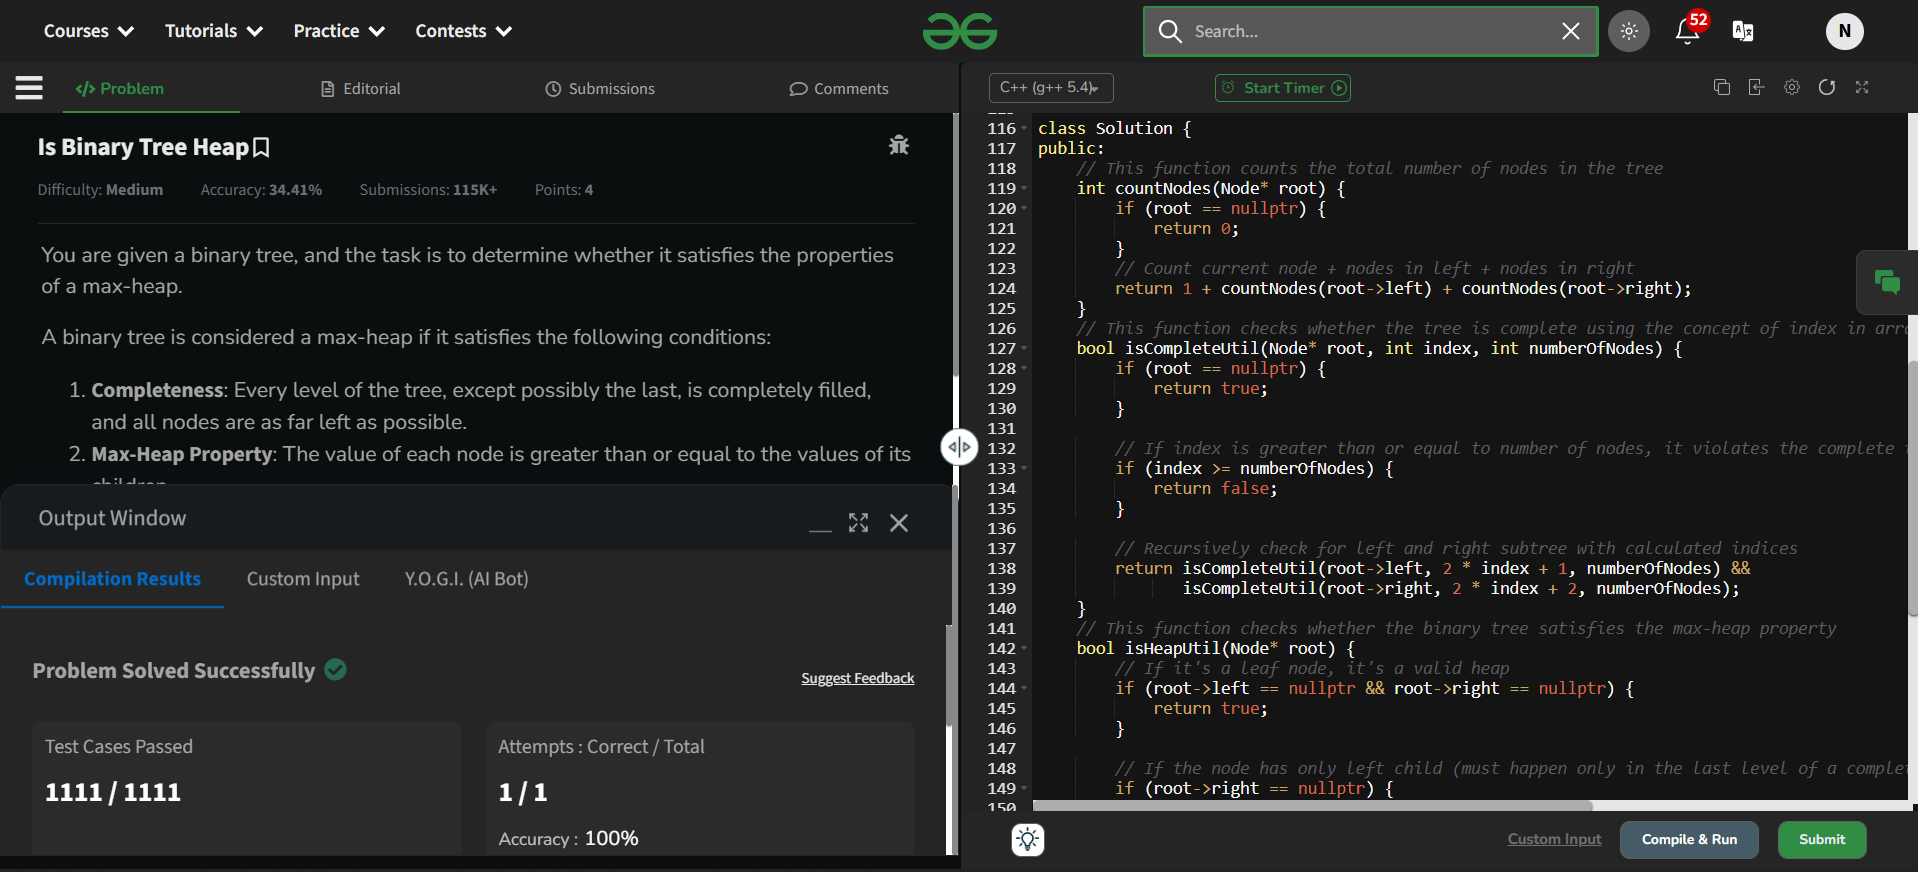 Courses Tutorials Practice Contests
Search...
52
N
Problem Editorial Submissions Comments
C++ (g++ 5.4) Start Timer
Is Binary Tree Heap
Difficulty: Medium Accuracy: 34.41% Submissions: 115K+ Points: 4
You are given a binary tree, and the task is to determine whether it satisfies the properties
of a max-heap.
A binary tree is considered a max-heap if it satisfies the following conditions:
1. Completeness: Every level of the tree, except possibly the last, is completely filled,
and all nodes are as far left as possible.
2. Max-Heap Property: The value of each node is greater than or equal to the values of its
Output Window
Compilation Results Custom Input Y.O.G.I. (AI Bot)
Problem Solved Successfully
Suggest Feedback
Test Cases Passed
1111 / 1111
Attempts : Correct / Total
1 / 1
Accuracy : 100%
116 class Solution {
117 public:
118 // This function counts the total number of nodes in the tree
119 int countNodes(Node* root) {
120 if (root == nullptr) {
121 return 0;
122 }
123 // Count current node + nodes in left + nodes in right
124 return 1 + countNodes(root->left) + countNodes(root->right);
125 }
126 // This function checks whether the tree is complete using the concept of index in arr
127 bool isCompleteUtil(Node* root, int index, int numberOfNodes) {
128 if (root == nullptr) {
129 return true;
130 }
131
132 // If index is greater than or equal to number of nodes, it violates the complete
133 if (index >= numberOfNodes) {
134 return false;
135 }
136
137 // Recursively check for left and right subtree with calculated indices
138 return isCompleteUtil(root->left, 2 * index + 1, numberOfNodes) &&
139 isCompleteUtil(root->right, 2 * index + 2, numberOfNodes);
140 }
141 // This function checks whether the binary tree satisfies the max-heap property
142 bool isHeapUtil(Node* root) {
143 // If it's a leaf node, it's a valid heap
144 if (root->left == nullptr && root->right == nullptr) {
145 return true;
146 }
147
148 // If the node has only left child (must happen only in the last level of a comple
149 if (root->right == nullptr) {
150
Custom Input Compile & Run Submit